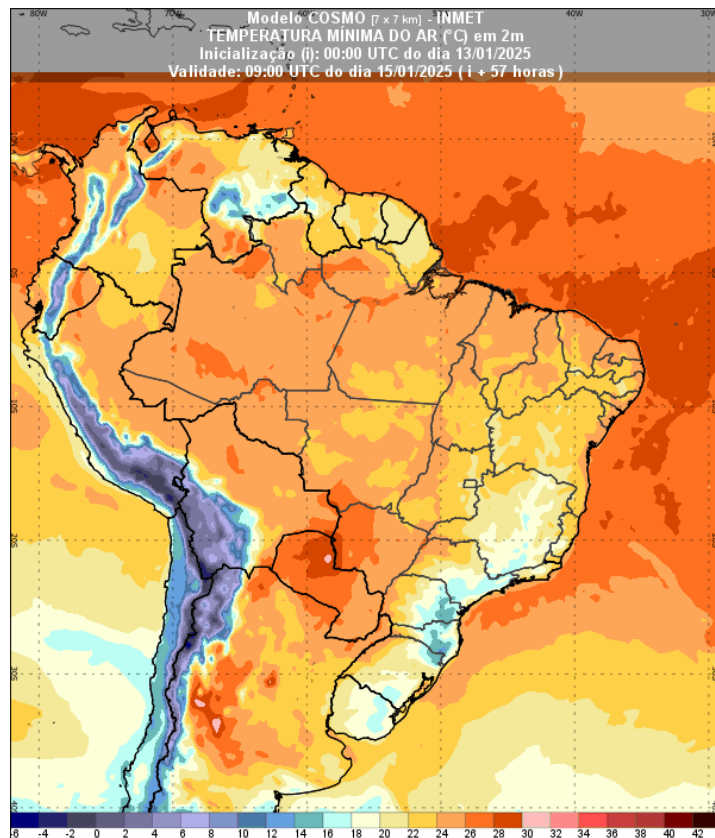 80W 70W 40W 30W
Modelo COSMO [7 x 7 km] - INMET
TEMPERATURA MÍNIMA DO AR (°C) em 2m
Inicialização (i): 00:00 UTC do dia 13/01/2025
Validade: 09:00 UTC do dia 15/01/2025 ( i + 57 horas )
-6 -4 -2 0 2 4 6 8 10 12 14 16 18 20 22 24 26 28 30 32 34 36 38 40 42